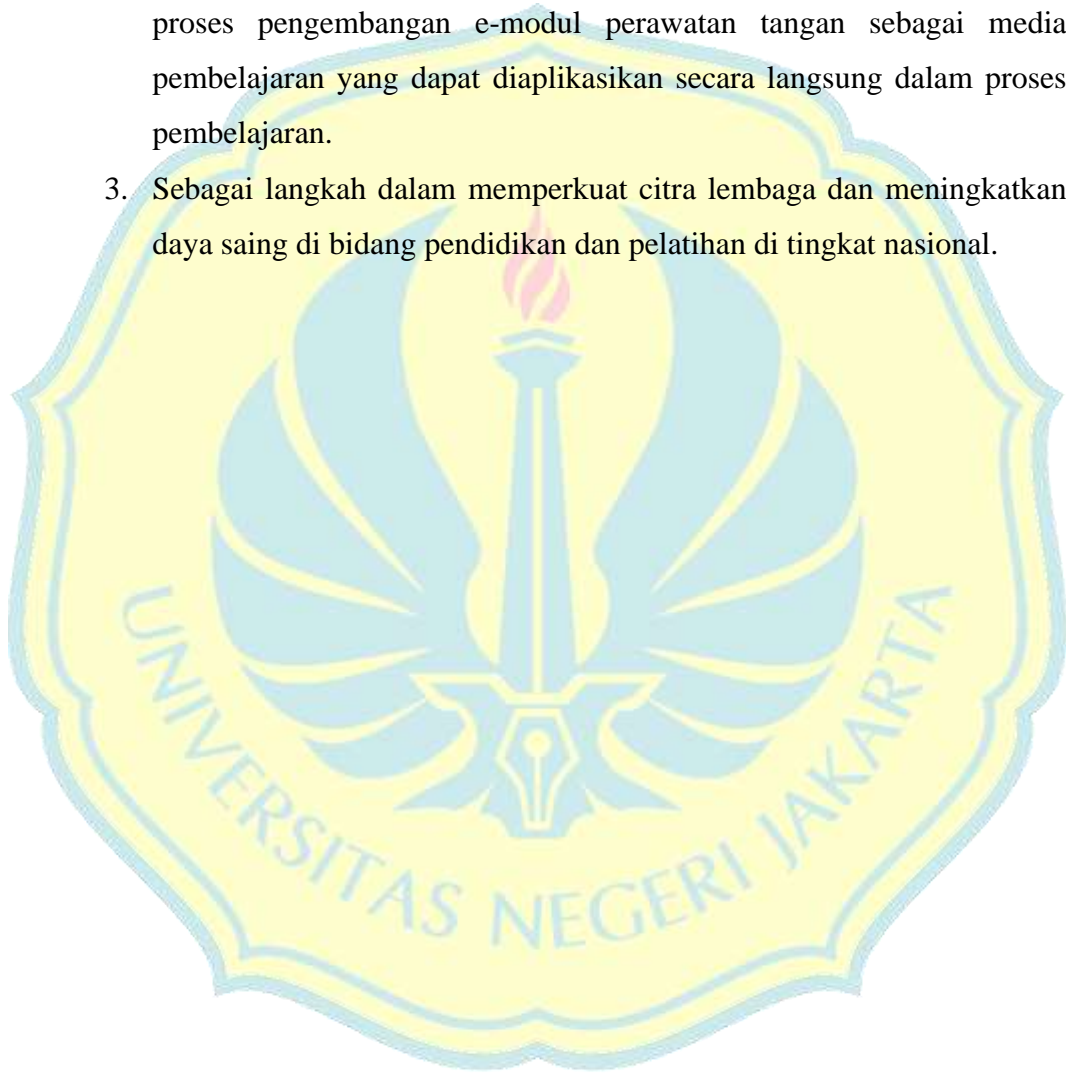 proses pengembangan e-modul perawatan tangan sebagai media
pembelajaran yang dapat diaplikasikan secara langsung dalam proses
pembelajaran.
3. Sebagai langkah dalam memperkuat citra lembaga dan meningkatkan
daya saing di bidang pendidikan dan pelatihan di tingkat nasional.
UNIVERSITAS NEGERI JAKARTA